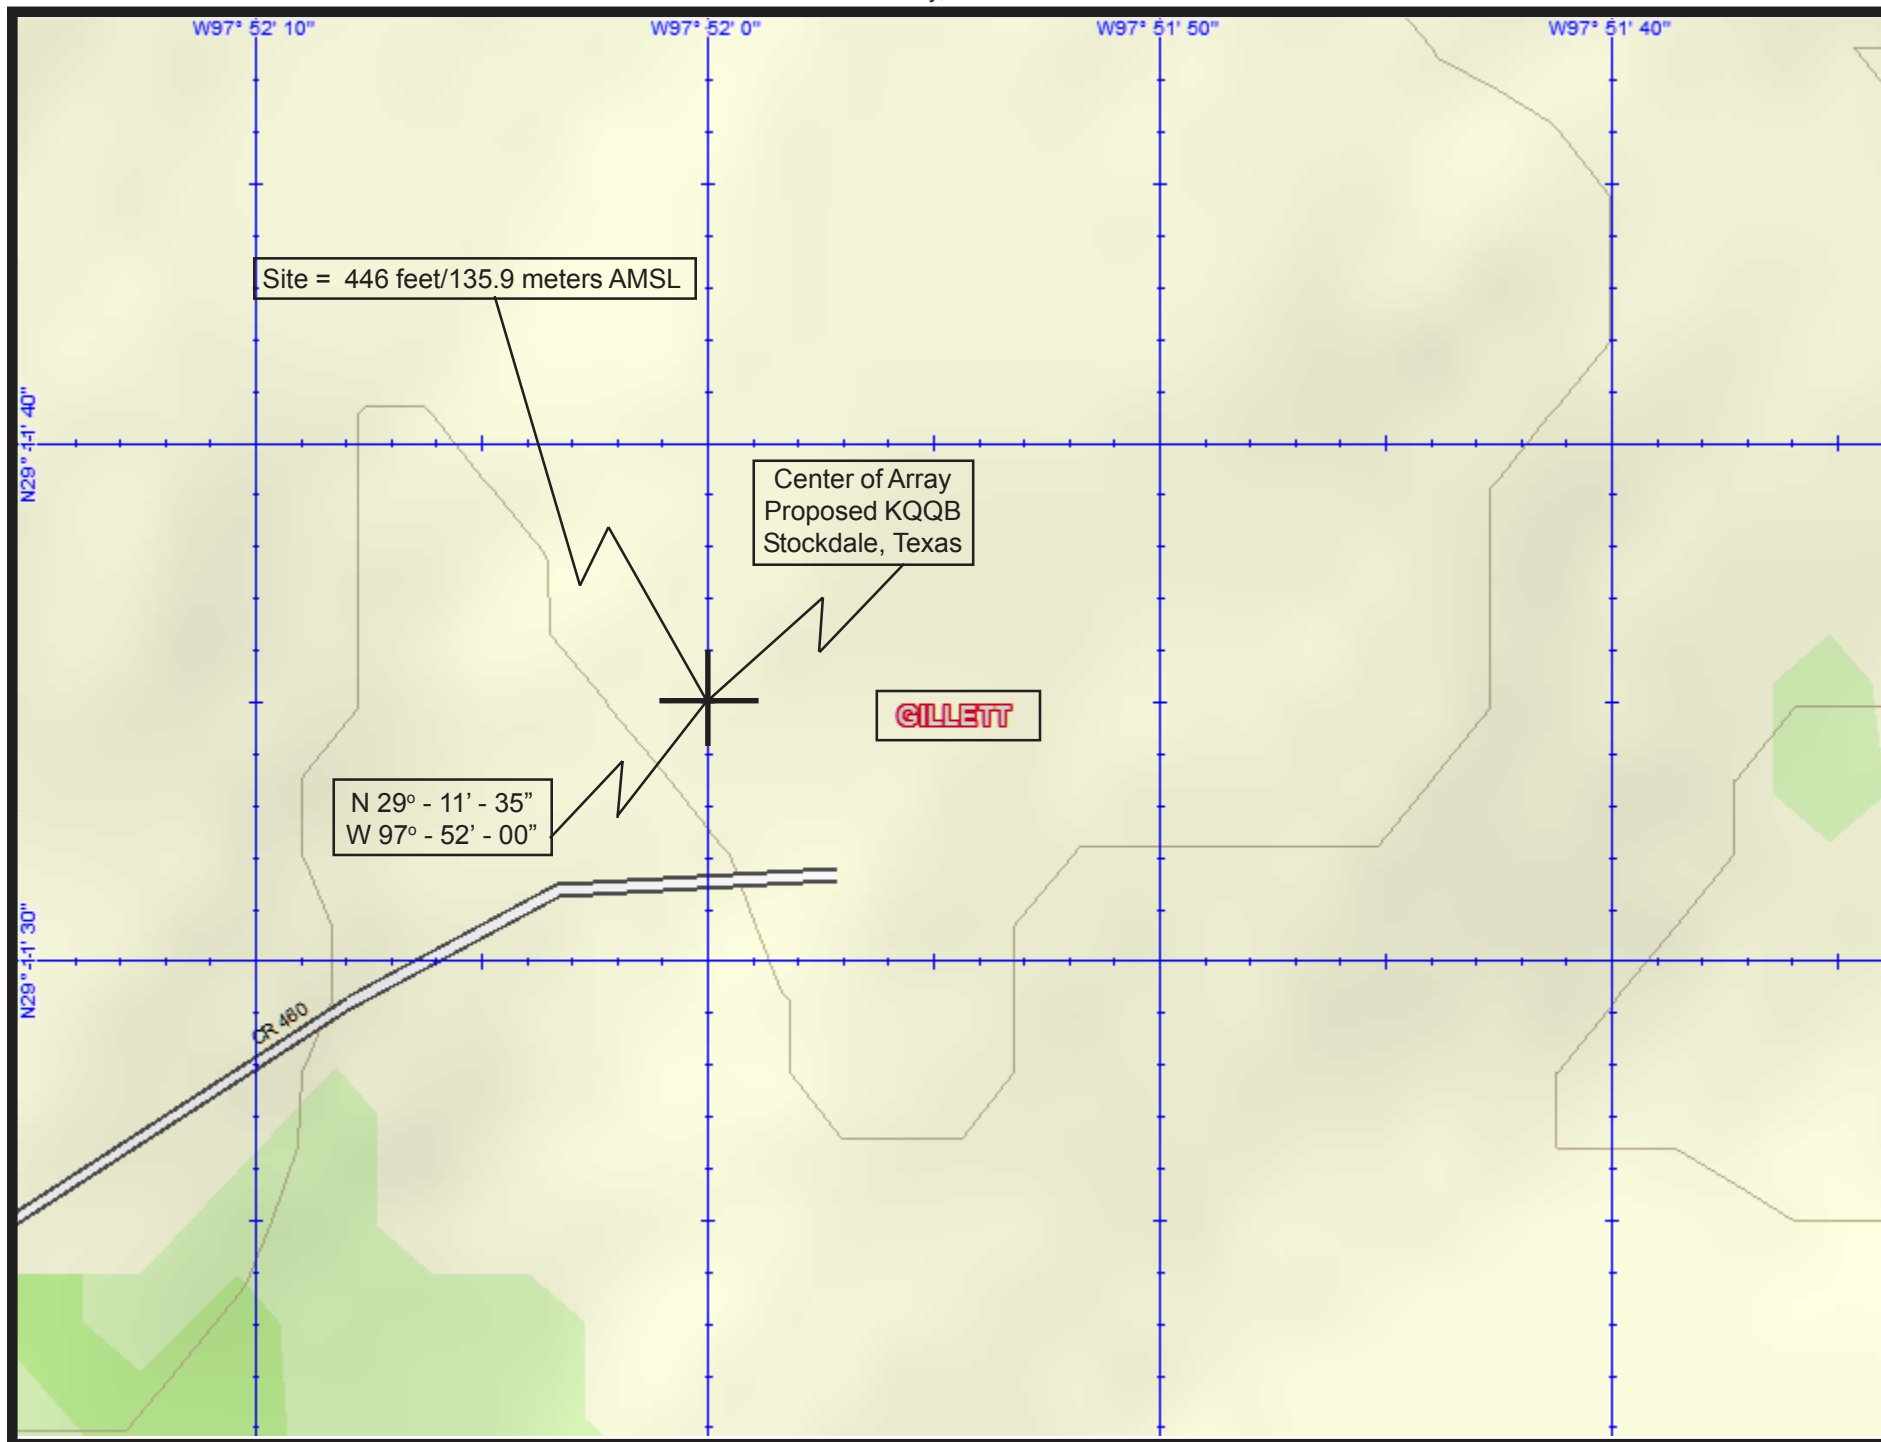 W97° 52' 10"
W97° 52' 0"
W97° 51' 50"
W97° 51' 40"
Site = 446 feet/135.9 meters AMSL
N29° 11' 40"
Center of Array
Proposed KQQB
Stockdale, Texas
GILLETT
N 29º - 11’ - 35”
W 97º - 52’ - 00”
N29° 11' 30"
CR 460